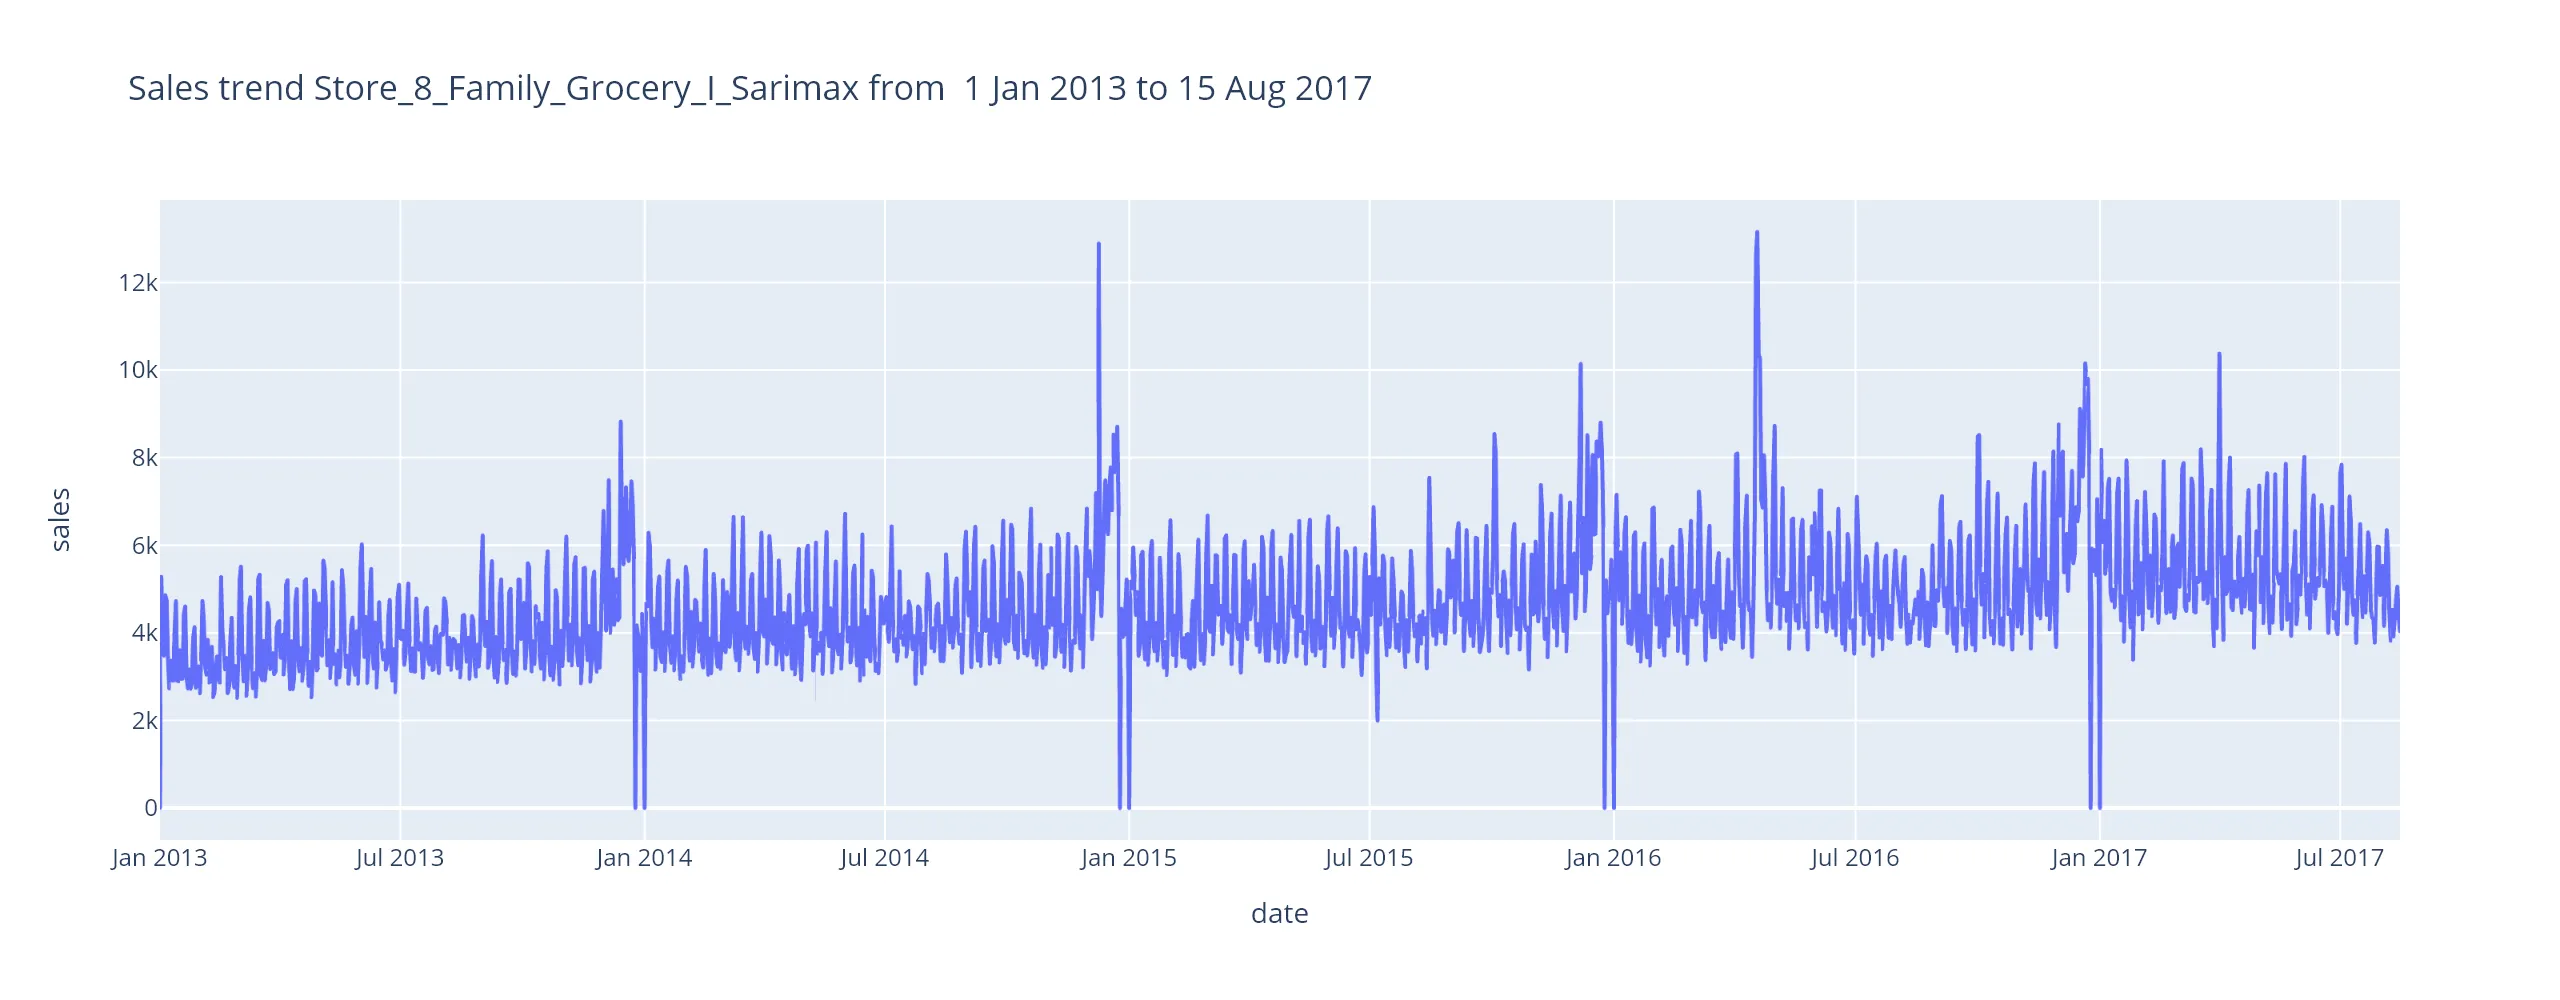 Sales trend Store_8_Family_Grocery_I_Sarimax from  1 Jan 2013 to 15 Aug 2017
12k
10k
8k
6k
4k
2k
0
sales
Jan 2013 Jul 2013 Jan 2014 Jul 2014 Jan 2015 Jul 2015 Jan 2016 Jul 2016 Jan 2017 Jul 2017
date